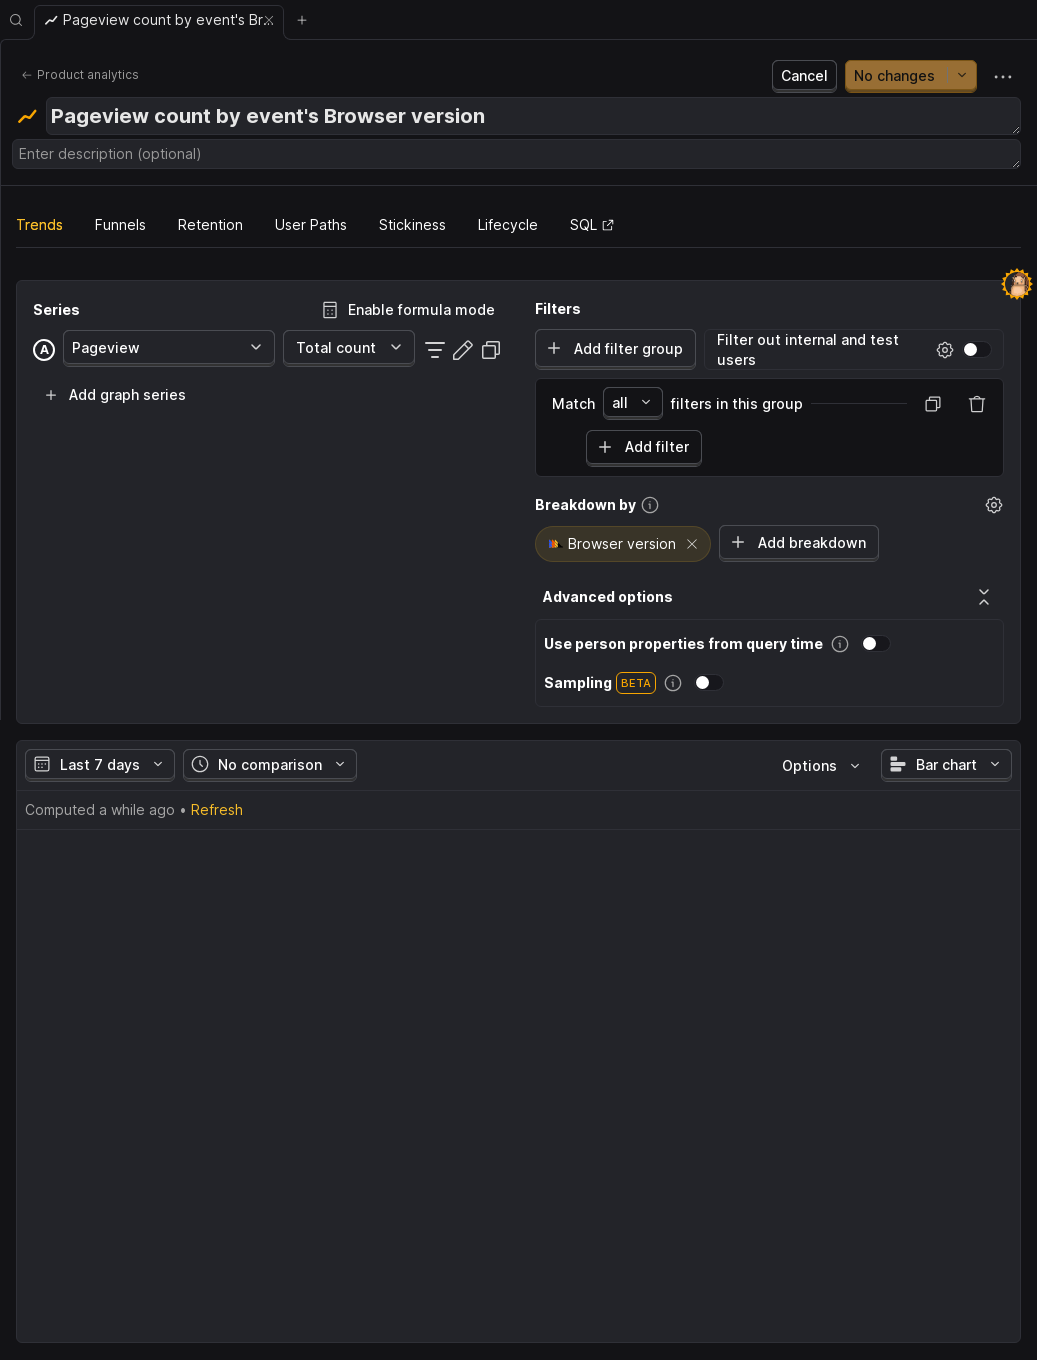 Pageview count by event's Br...
Product analytics
Cancel
No changes
Pageview count by event's Browser version
Enter description (optional)
Trends
Funnels
Retention
User Paths
Stickiness
Lifecycle
SQL
Series
Enable formula mode
A
Pageview
Total count
Add graph series
Filters
Add filter group
Filter out internal and test
users
Match
all
filters in this group
Add filter
Breakdown by
Browser version
Add breakdown
Advanced options
Use person properties from query time
Sampling
BETA
Last 7 days
No comparison
Options
Bar chart
Computed a while ago • Refresh